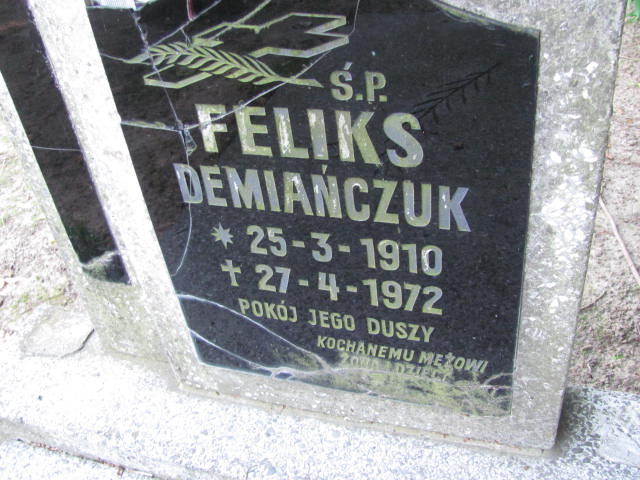 Ś.P.
FELIKS
DEMIAŃCZUK
* 25-3-1910
✝ 27-4-1972
POKÓJ JEGO DUSZY
KOCHANEMU MĘŻOWI